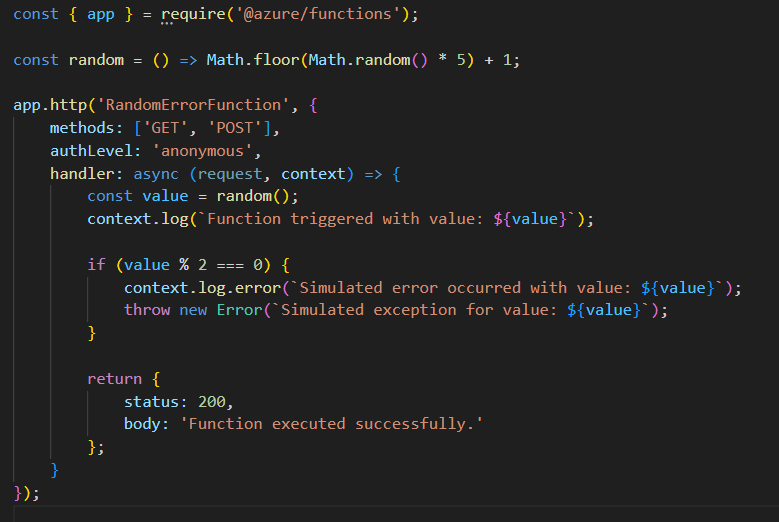 const { app } = require('@azure/functions');
const random = () => Math.floor(Math.random() * 5) + 1;
app.http('RandomErrorFunction', {
    methods: ['GET', 'POST'],
    authLevel: 'anonymous',
    handler: async (request, context) => {
        const value = random();
        context.log(`Function triggered with value: ${value}`);
        if (value % 2 === 0) {
            context.log.error(`Simulated error occurred with value: ${value}`);
            throw new Error(`Simulated exception for value: ${value}`);
        }
        return {
            status: 200,
            body: 'Function executed successfully.'
        };
    }
});